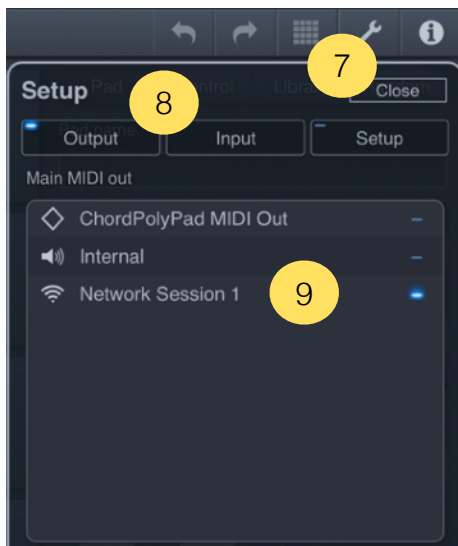 7
Setup
Close
8
Output Input Setup
Main MIDI out
ChordPolyPad MIDI Out
Internal
Network Session 1
9